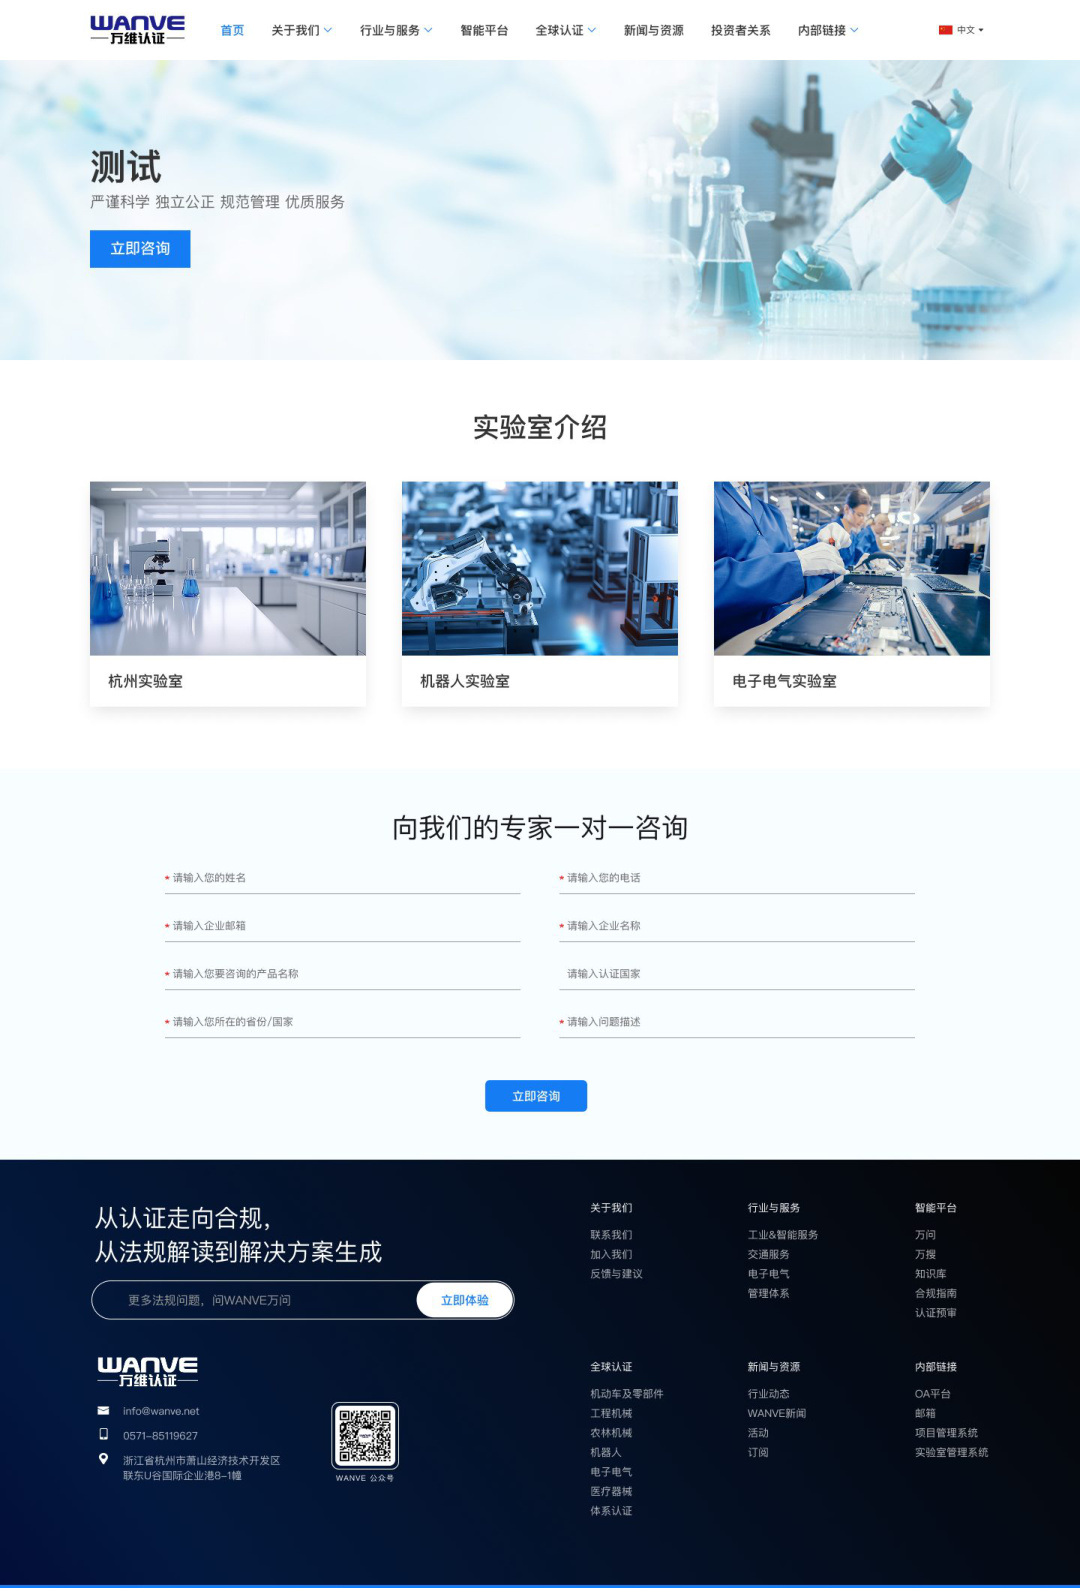 WANVE
万维认证
首页
关于我们
行业与服务
智能平台
全球认证
新闻与资源
投资者关系
内部链接
中文
测试
严谨科学 独立公正 规范管理 优质服务
立即咨询
实验室介绍
杭州实验室
机器人实验室
电子电气实验室
向我们的专家一对一咨询
* 请输入您的姓名
* 请输入您的电话
* 请输入企业邮箱
* 请输入企业名称
* 请输入您要咨询的产品名称
请输入认证国家
* 请输入您所在的省份/国家
* 请输入问题描述
立即咨询
从认证走向合规，
从法规解读到解决方案生成
更多法规问题，问WANVE万问
立即体验
关于我们
联系我们
加入我们
反馈与建议
行业与服务
工业&智能服务
交通服务
电子电气
管理体系
智能平台
万问
万搜
知识库
合规指南
认证预审
WANVE
万维认证
info@wanve.net
0571-85119627
浙江省杭州市萧山经济技术开发区
联东U谷国际企业港8-1幢
WANVE 公众号
全球认证
机动车及零部件
工程机械
农林机械
机器人
电子电气
医疗器械
体系认证
新闻与资源
行业动态
WANVE新闻
活动
订阅
内部链接
OA平台
邮箱
项目管理系统
实验室管理系统